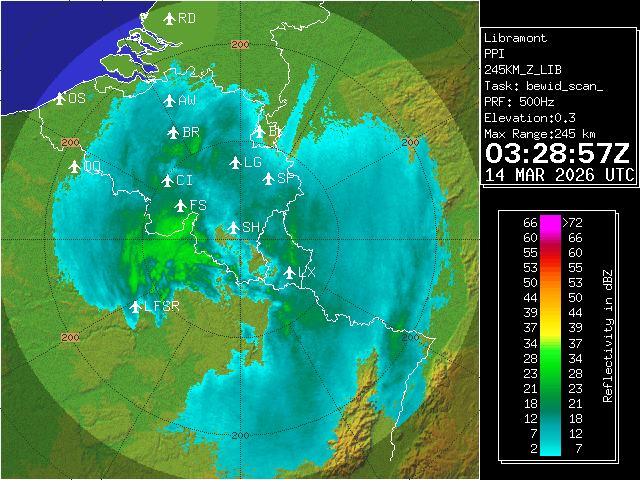 RD
200
OS
AW
BR
200
LG
CI
FS
SH
LX
LFSR
200
200
200
200
Libramont
PPI
245KM_Z_LIB
Task: bewid_scan_
PRF: 500Hz
Elevation:0.3
Max Range:245 km
03:28:57Z
14 MAR 2026 UTC
66 >72
60 66
55 60
53 55
50 53
44 50
39 44
37 39
34 37
28 34
23 28
21 23
18 21
12 18
7 12
2 7
Reflectivity in dBZ